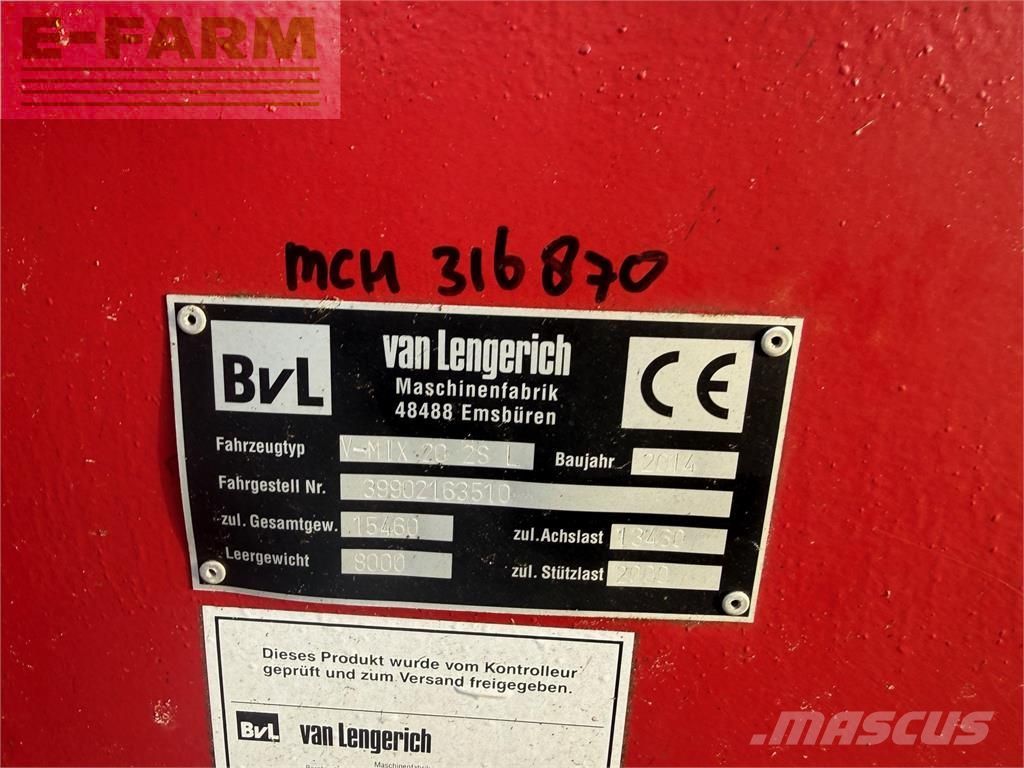 E-FARM
MCH 316870
BvL
van Lengerich
Maschinenfabrik
48488 Emsbüren
CE
Fahrzeugtyp V-MIX 20 2S L Baujahr 2014
Fahrgestell Nr. 39902163510
zul. Gesamtgew. 15460 zul. Achslast 13460
Leergewicht 8000 zul. Stützlast 2000
Dieses Produkt wurde vom Kontrolleur
geprüft und zum Versand freigegeben.
BvL van Lengerich
Maschinenfabrik
MASCUS